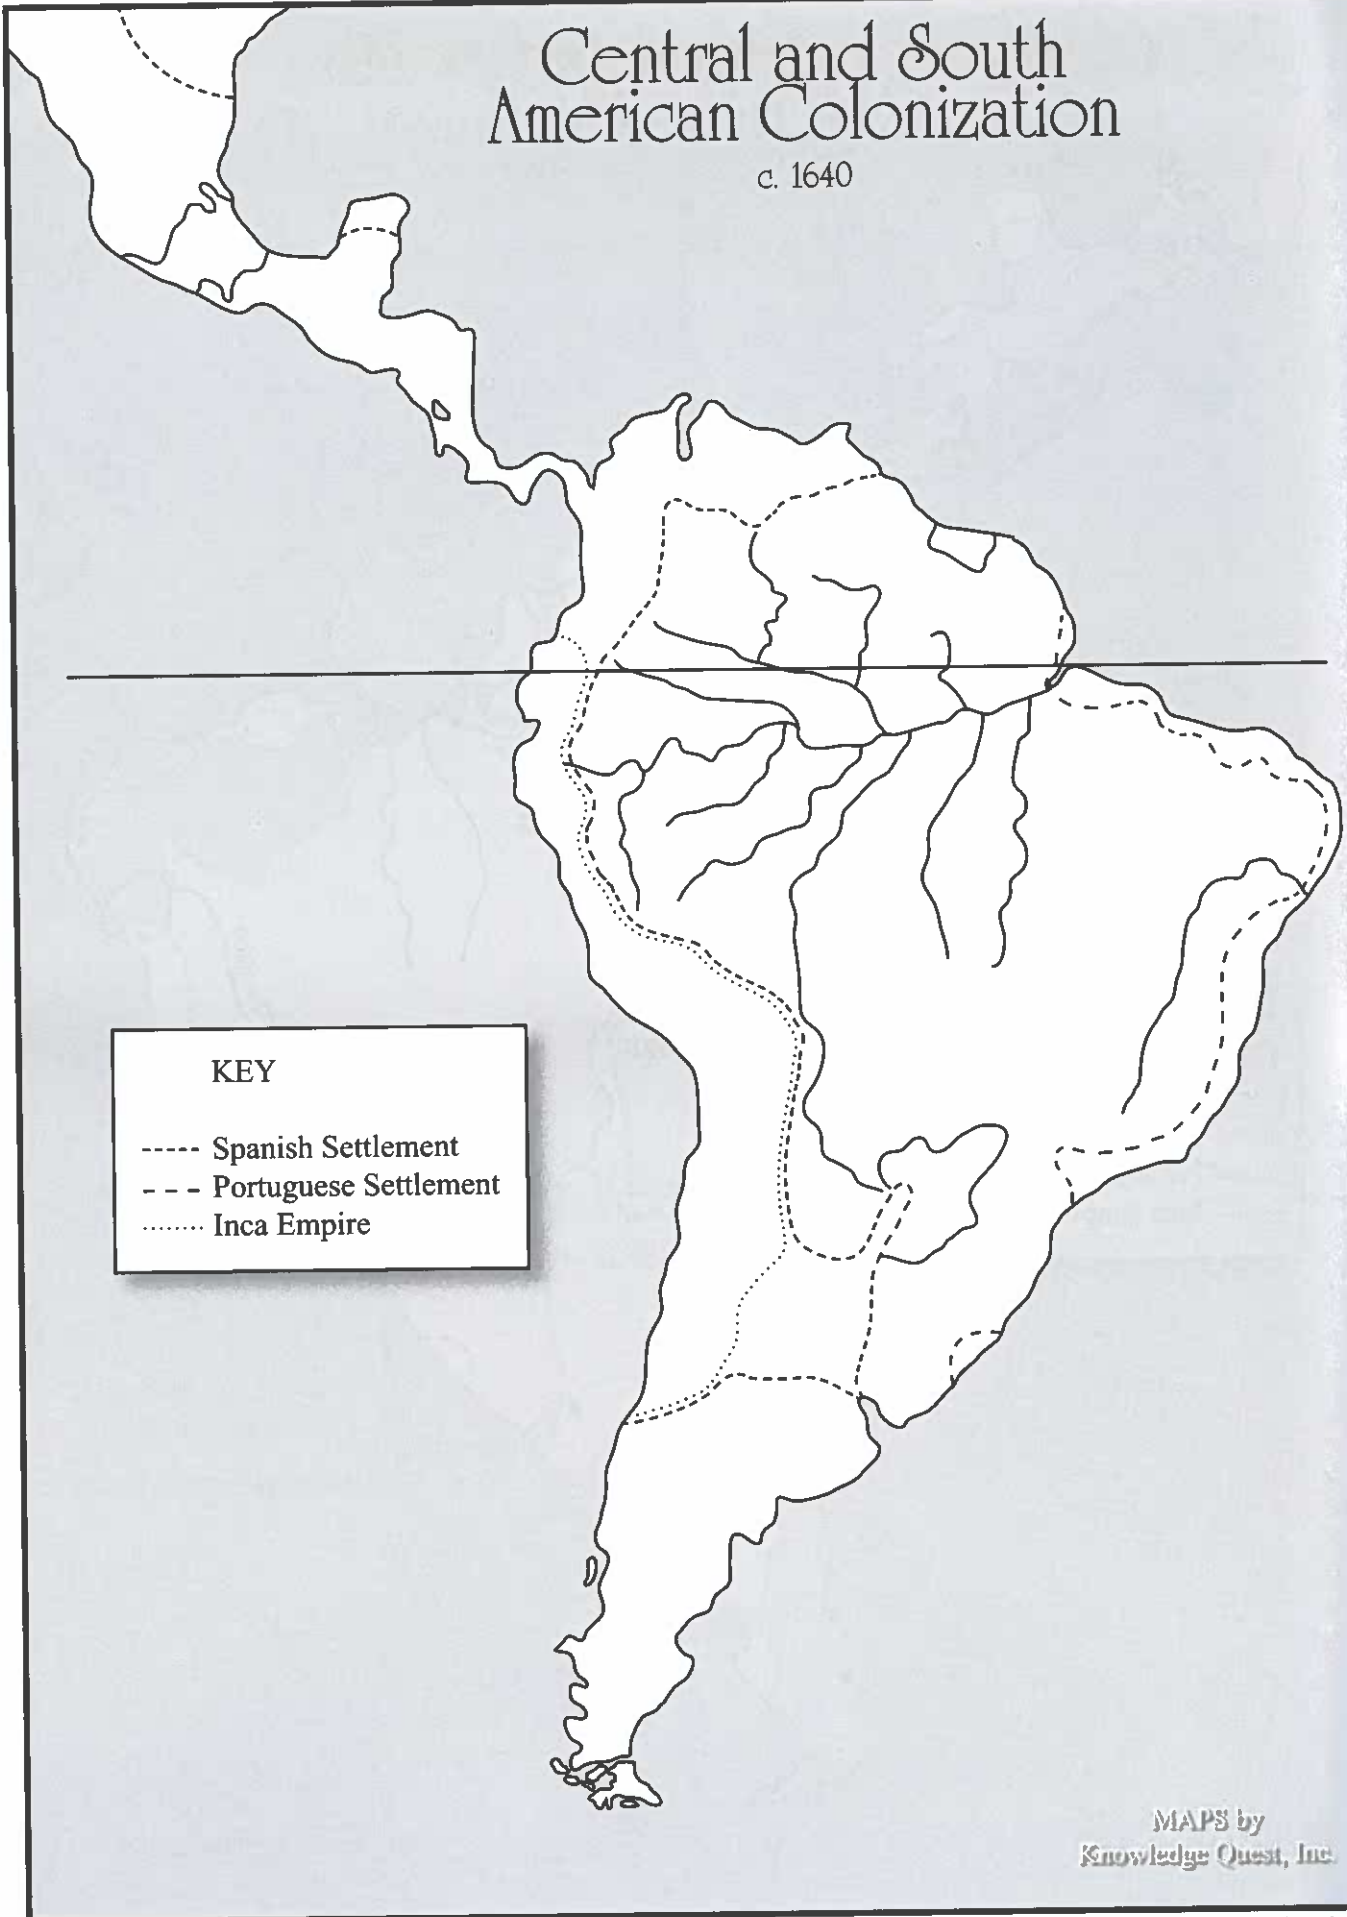 Central and South
American Colonization
c. 1640
KEY
Spanish Settlement
Portuguese Settlement
Inca Empire
MAPS by
Knowledge Quest, Inc.